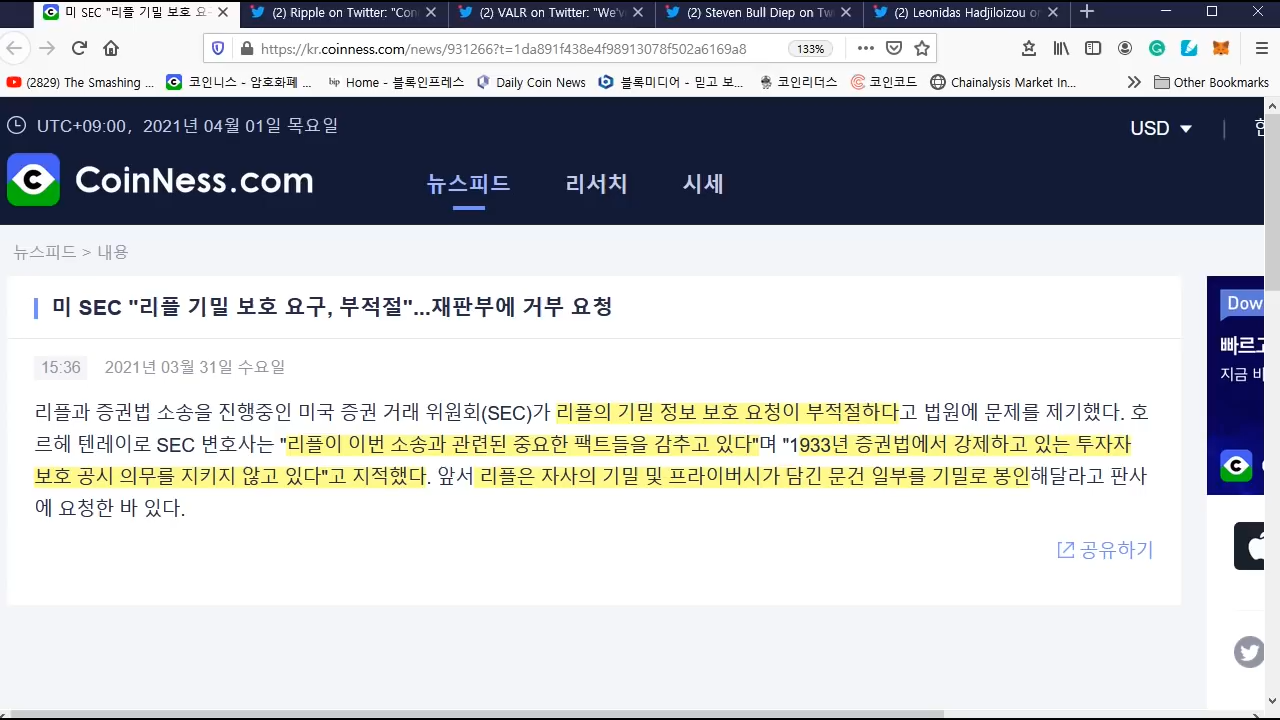 미 SEC "리플 기밀 보호 요
(2) Ripple on Twitter: "Con
(2) VALR on Twitter: "We'v
(2) Steven Bull Diep on Tw
(2) Leonidas Hadjiloizou on
https://kr.coinness.com/news/931266?t=1da891f438e4f98913078f502a6169a0
133%
(2829) The Smashing ...
코인니스 - 암호화폐 ...
bip Home - 블록인프레스
Daily Coin News
블록미디어 - 믿고 보...
코인리더스
코인코드
Chainalysis Market In...
Other Bookmarks
UTC+09:00, 2021년 04월 01일 목요일
USD
CoinNess.com
뉴스피드 리서치 시세
뉴스피드 > 내용
미 SEC "리플 기밀 보호 요구, 부적절"...재판부에 거부 요청
15:36 2021년 03월 31일 수요일
리플과 증권법 소송을 진행중인 미국 증권 거래 위원회(SEC)가 리플의 기밀 정보 보호 요청이 부적절하다고 법원에 문제를 제기했다. 호
르헤 텐레이로 SEC 변호사는 "리플이 이번 소송과 관련된 중요한 팩트들을 감추고 있다"며 "1933년 증권법에서 강제하고 있는 투자자
보호 공시 의무를 지키지 않고 있다"고 지적했다. 앞서 리플은 자사의 기밀 및 프라이버시가 담긴 문건 일부를 기밀로 봉인해달라고 판사
에 요청한 바 있다.
공유하기
Dow
빠르고
지금 바